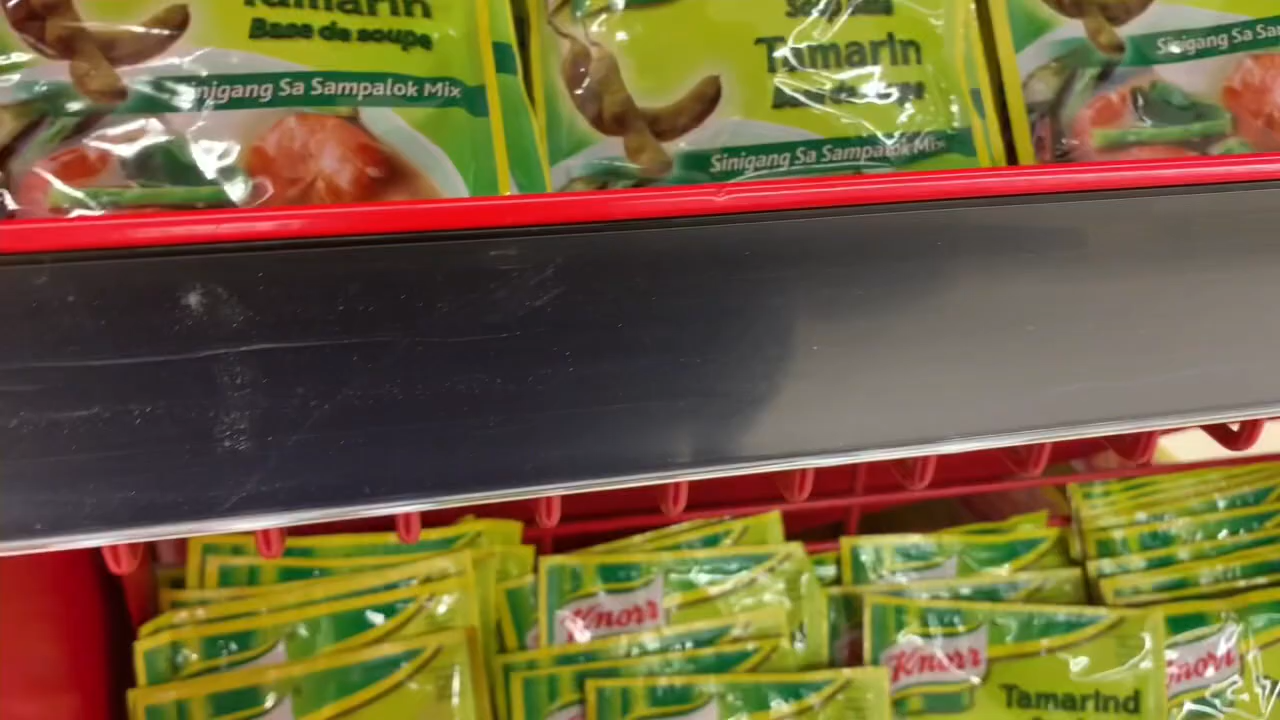 Tamarin
Base de soupe
Sinigang Sa Sampalok Mix
Tamarin
Sinigang Sa Sampalok Mix
Sinigang Sa
Knorr
Knorr
Tamarind
Knorr